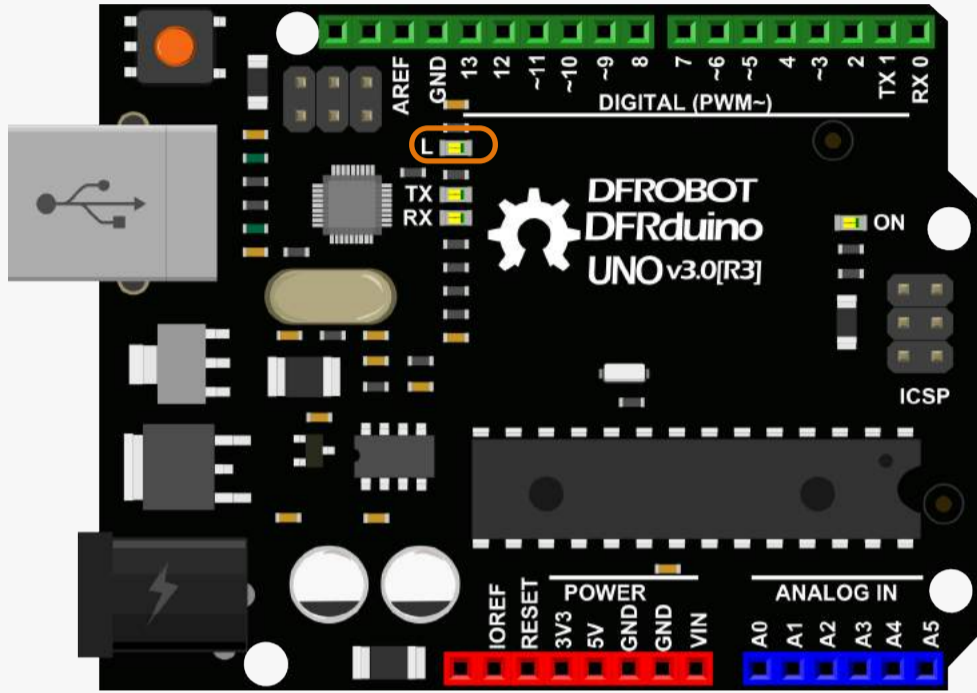 AREF
GND
13
12
~11
~10
~9
8
7
~6
~5
4
~3
2
TX 1
RX 0
DIGITAL (PWM~)
L
TX
RX
DFROBOT
DFRduino
UNO v3.0[R3]
ON
ICSP
POWER
ANALOG IN
IOREF
RESET
3V3
5V
GND
GND
VIN
A0
A1
A2
A3
A4
A5